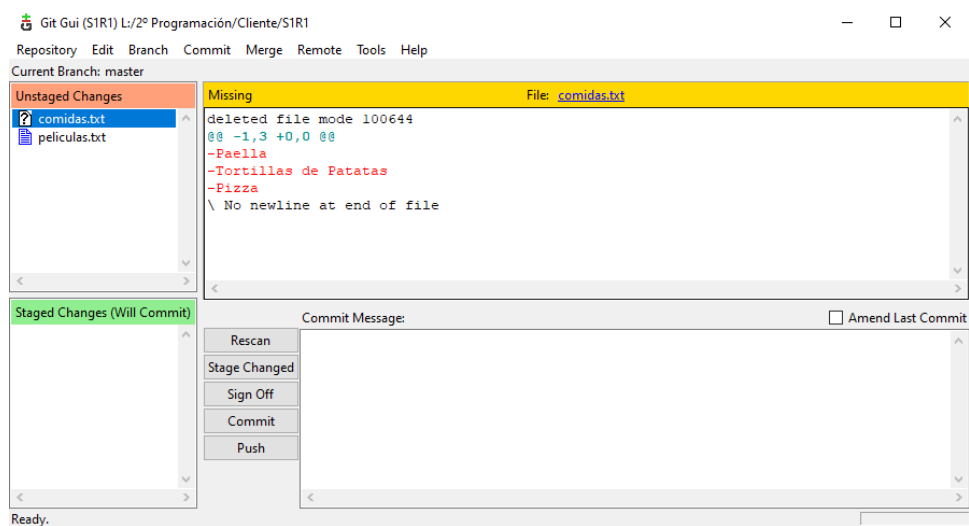 Git Gui (S1R1) L:/2º Programación/Cliente/S1R1
Repository Edit Branch Commit Merge Remote Tools Help
Current Branch: master
Unstaged Changes
comidas.txt
peliculas.txt
Missing File: comidas.txt
deleted file mode 100644
@@ -1,3 +0,0 @@
-Paella
-Tortillas de Patatas
-Pizza
\ No newline at end of file
Staged Changes (Will Commit)
Commit Message: Amend Last Commit
Rescan
Stage Changed
Sign Off
Commit
Push
Ready.